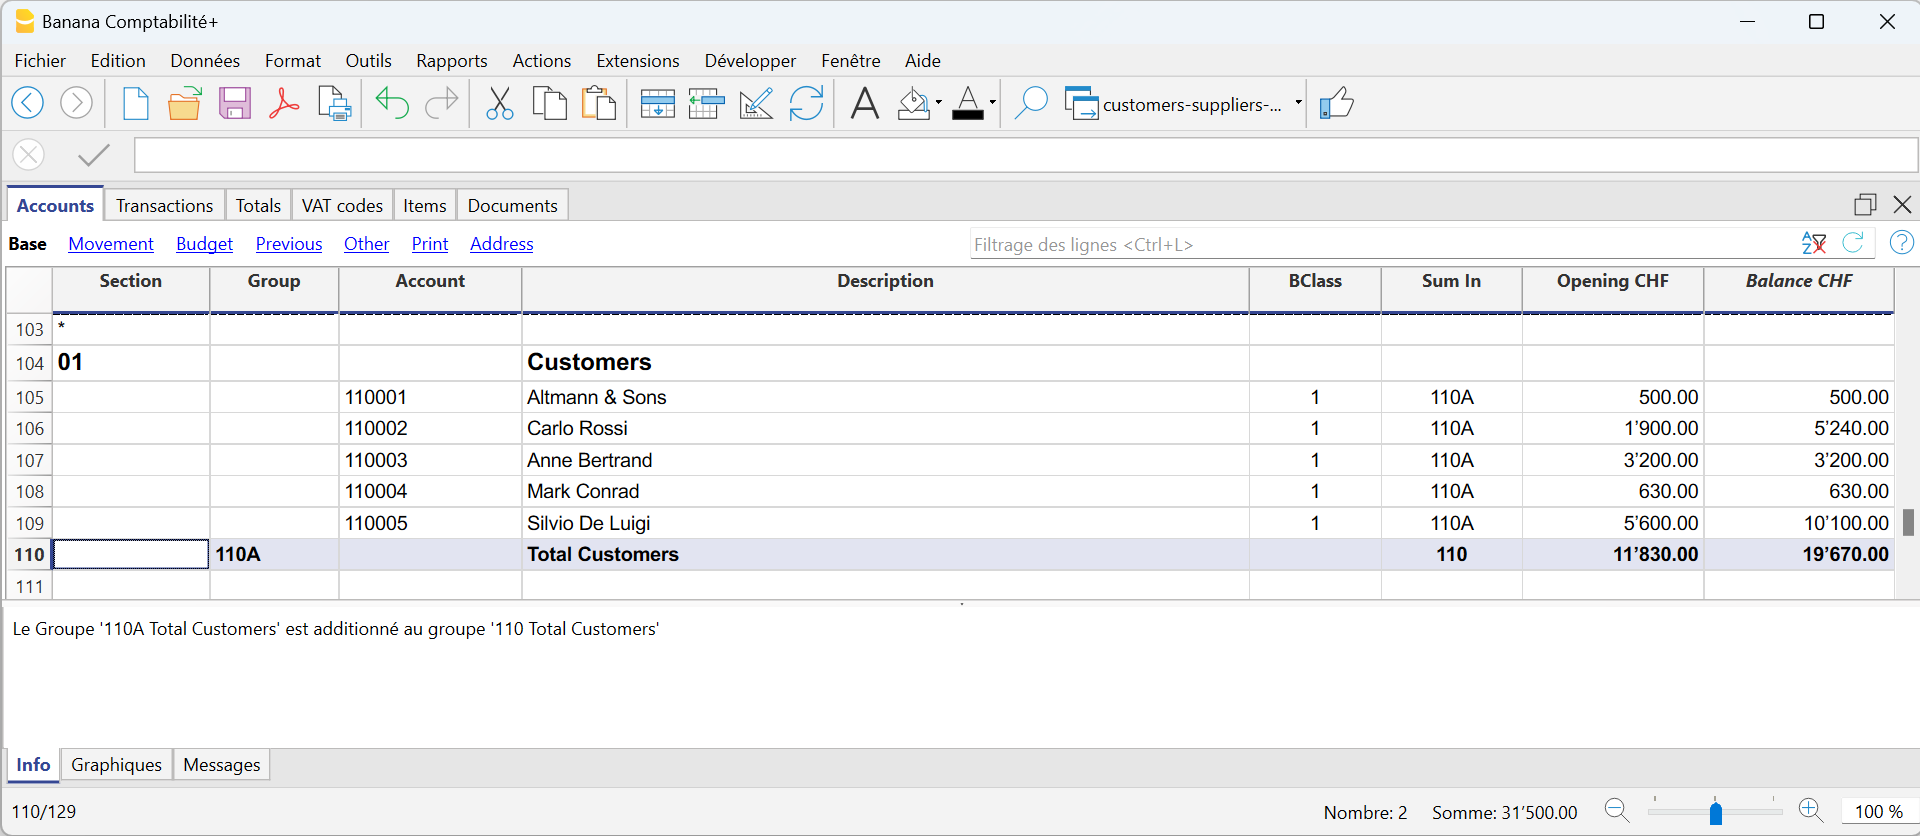 Banana Comptabilité+
Fichier Edition Données Format Outils Rapports Actions Extensions Développer Fenêtre Aide
customers-suppliers-...
Accounts Transactions Totals VAT codes Items Documents
Base Movement Budget Previous Other Print Address Filtrage des lignes <Ctrl+L>
Section Group Account Description BClass Sum In Opening CHF Balance CHF
103 *
104 01 Customers
105 110001 Altmann & Sons 1 110A 500.00 500.00
106 110002 Carlo Rossi 1 110A 1’900.00 5’240.00
107 110003 Anne Bertrand 1 110A 3’200.00 3’200.00
108 110004 Mark Conrad 1 110A 630.00 630.00
109 110005 Silvio De Luigi 1 110A 5’600.00 10’100.00
110 110A Total Customers 110 11’830.00 19’670.00
111
Le Groupe '110A Total Customers' est additionné au groupe '110 Total Customers'
Info Graphiques Messages
110/129 Nombre: 2 Somme: 31’500.00 100 %